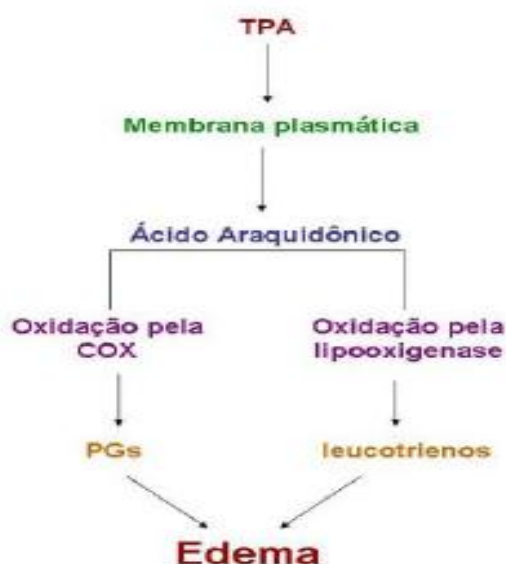 TPA
Membrana plasmática
Ácido Araquidônico
Oxidação pela
COX
Oxidação pela
lipooxigenase
PGs
leucotrienos
Edema